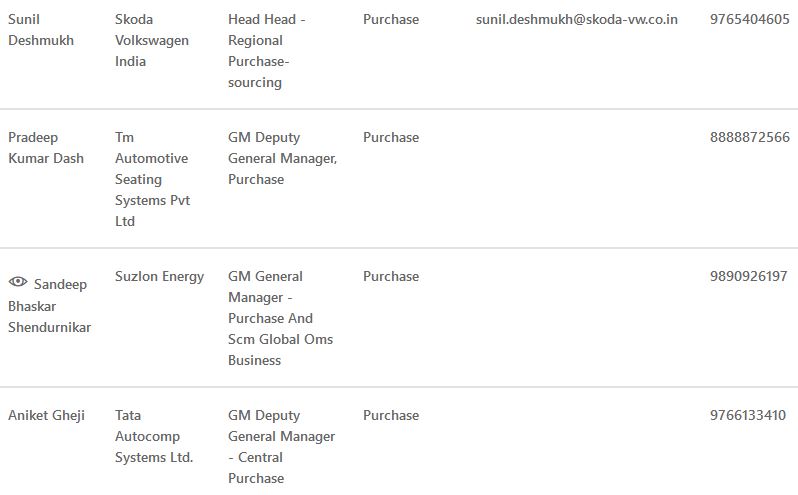 Sunil Skoda Head Head - Purchase sunil.deshmukh@skoda-vw.co.in 9765404605
Deshmukh Volkswagen Regional
India Purchase-
sourcing
Pradeep Tm GM Deputy Purchase 8888872566
Kumar Dash Automotive General Manager,
Seating Purchase
Systems Pvt
Ltd
Sandeep Suzlon Energy GM General Purchase 9890926197
Bhaskar Manager -
Shendurnikar Purchase And
Scm Global Oms
Business
Aniket Gheji Tata GM Deputy Purchase 9766133410
Autocomp General Manager
Systems Ltd. - Central
Purchase